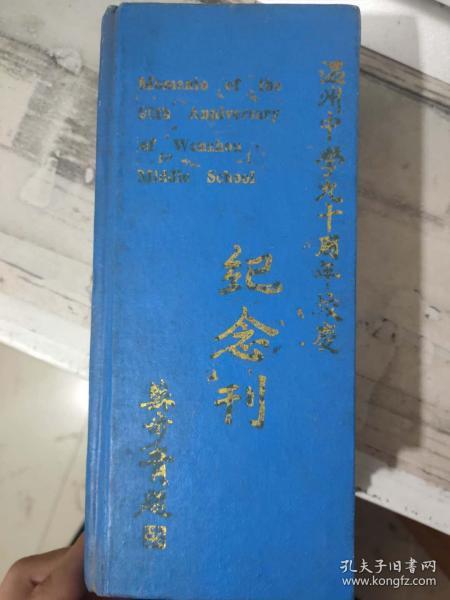 Memento of the
90th Anniversary
of Wenzhou
Middle School
温州中学九十周年校庆
纪念刊
苏步青题
孔夫子旧书网
www.kongfz.com